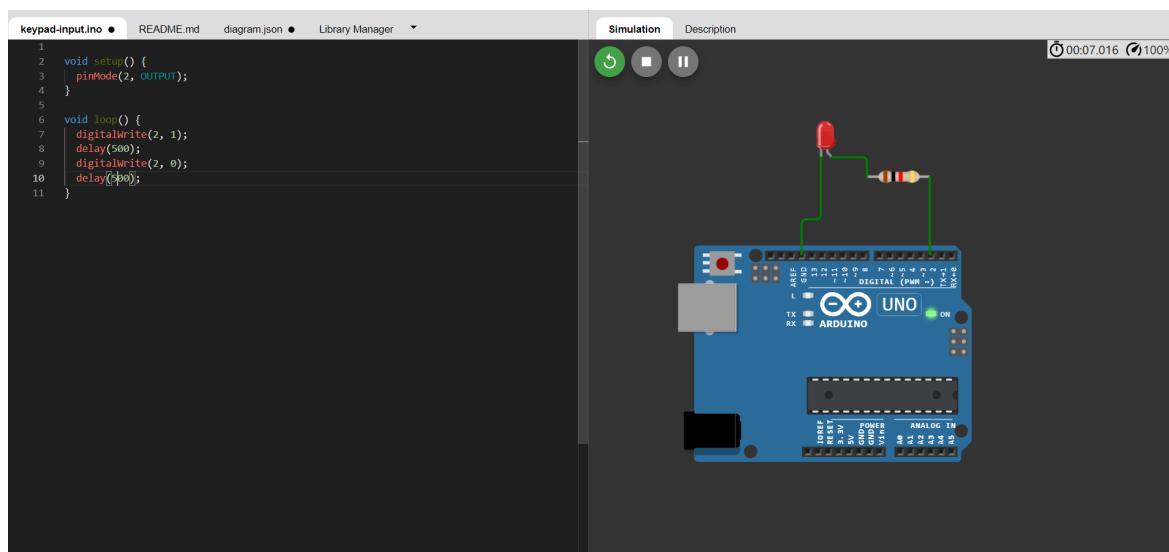 keypad-input.ino ● README.md diagram.json ● Library Manager
Simulation Description
1
2 void setup() {
3 pinMode(2, OUTPUT);
4 }
5
6 void loop() {
7 digitalWrite(2, 1);
8 delay(500);
9 digitalWrite(2, 0);
10 delay(500);
11 }
00:07.016 100%
AREF
GND
13
12
~11
~10
~9
8
7
~6
~5
4
~3
2
TX→1
RX←0
DIGITAL (PWM ~)
L
TX
RX
UNO
ON
ARDUINO
IOREF
RESET
3.3V
5V
GND
GND
Vin
POWER
ANALOG IN
A0
A1
A2
A3
A4
A5